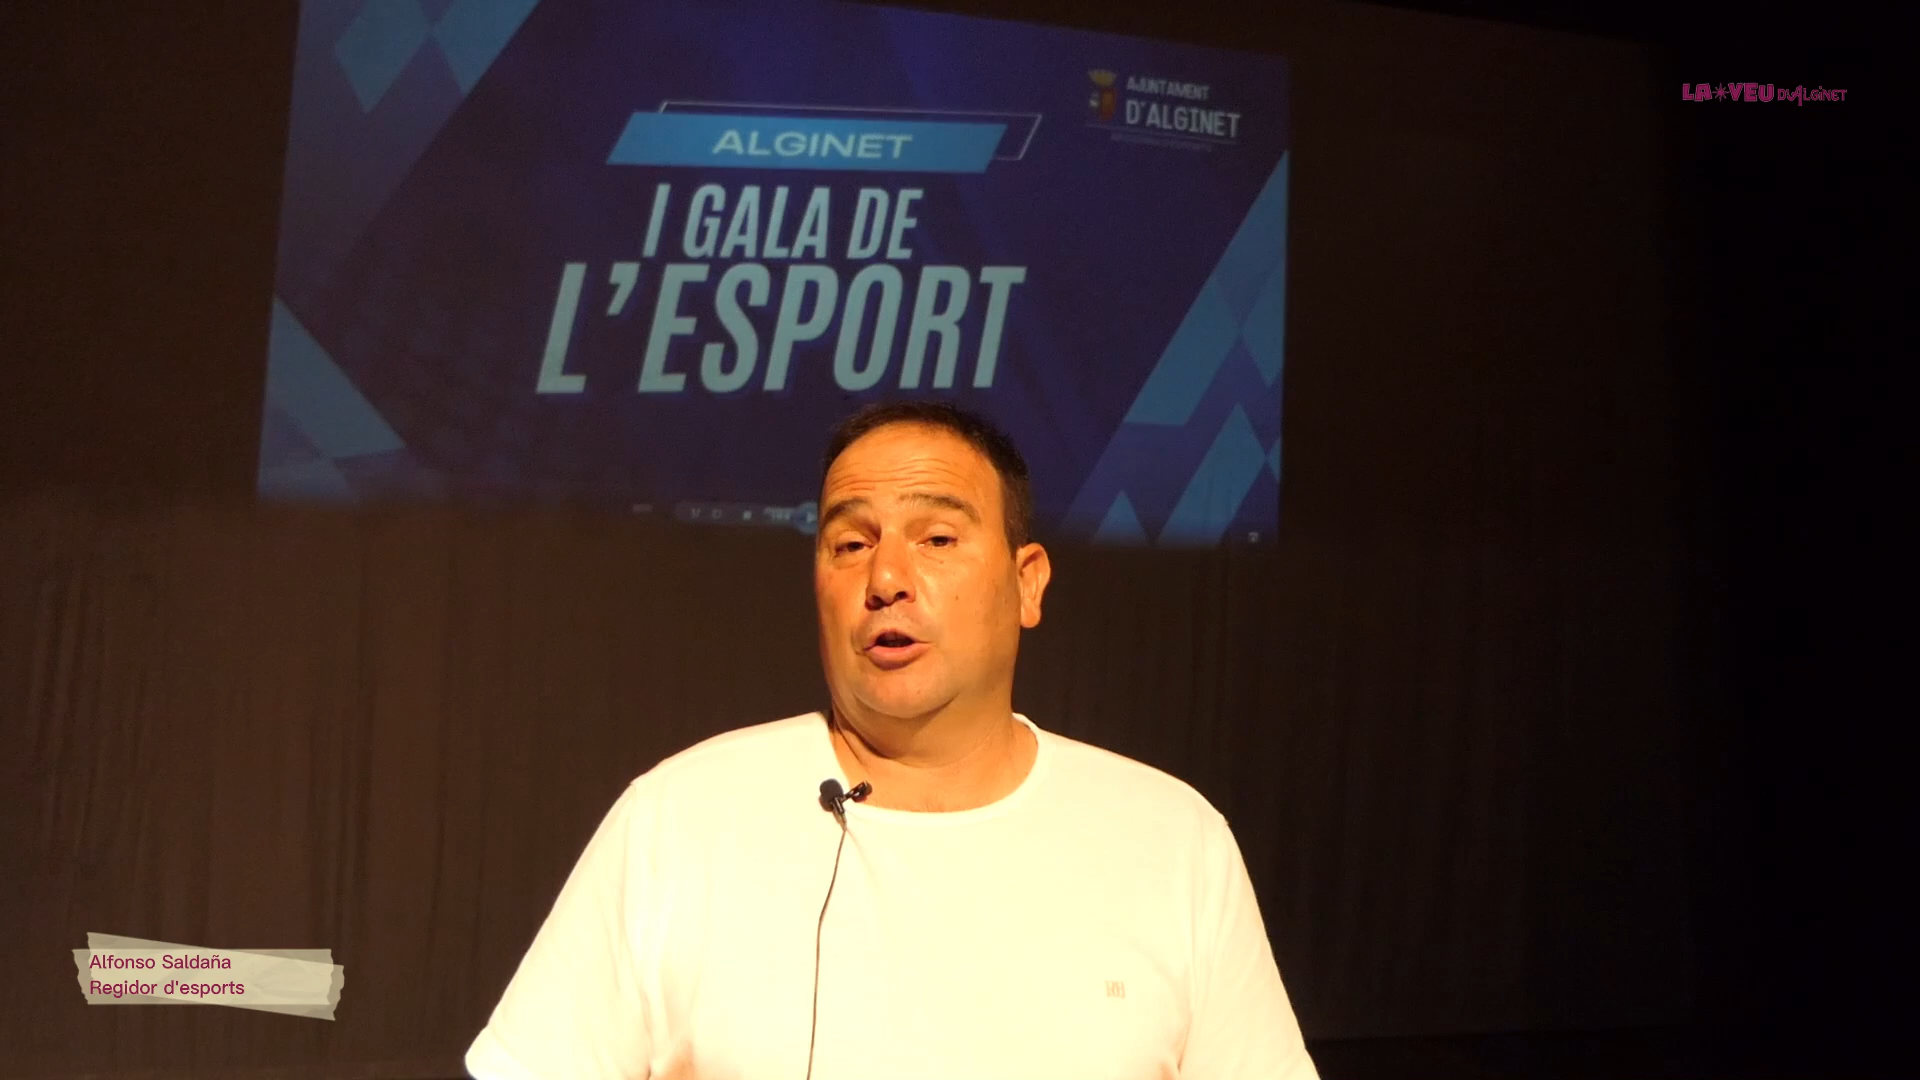 LA*VEU D'ALGINET
AJUNTAMENT
D'ALGINET
ALGINET
I GALA DE
L'ESPORT
Alfonso Saldaña
Regidor d'esports